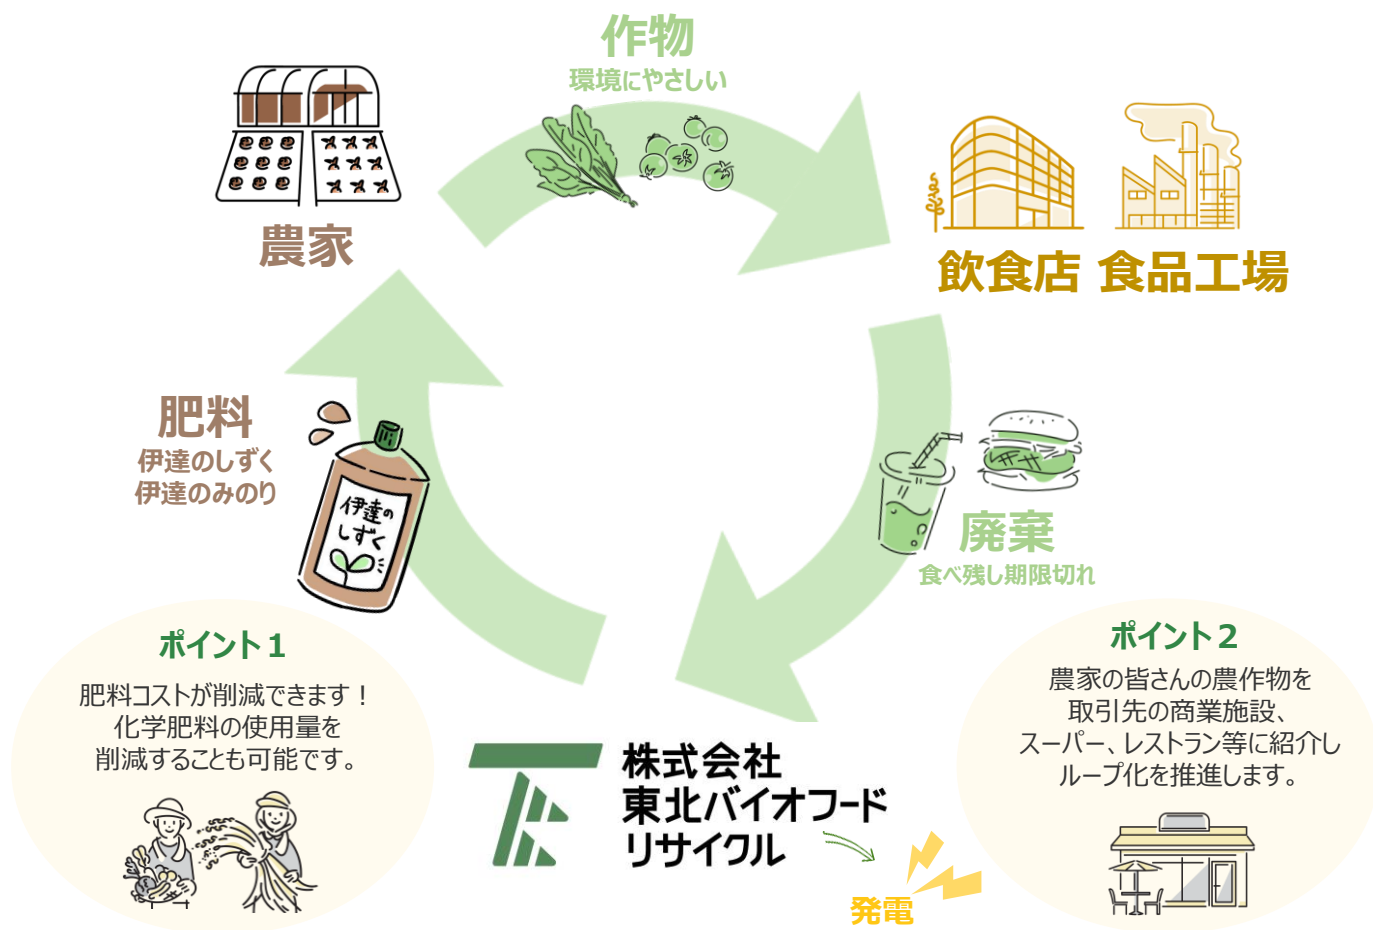 作物
環境にやさしい
農家
飲食店 食品工場
肥料
伊達のしずく
伊達のみのり
伊達の
しずく
廃棄
食べ残し期限切れ
ポイント１
肥料コストが削減できます！
化学肥料の使用量を
削減することも可能です。
ポイント２
農家の皆さんの農作物を
取引先の商業施設、
スーパー、レストラン等に紹介し
ループ化を推進します。
株式会社
東北バイオフード
リサイクル
発電